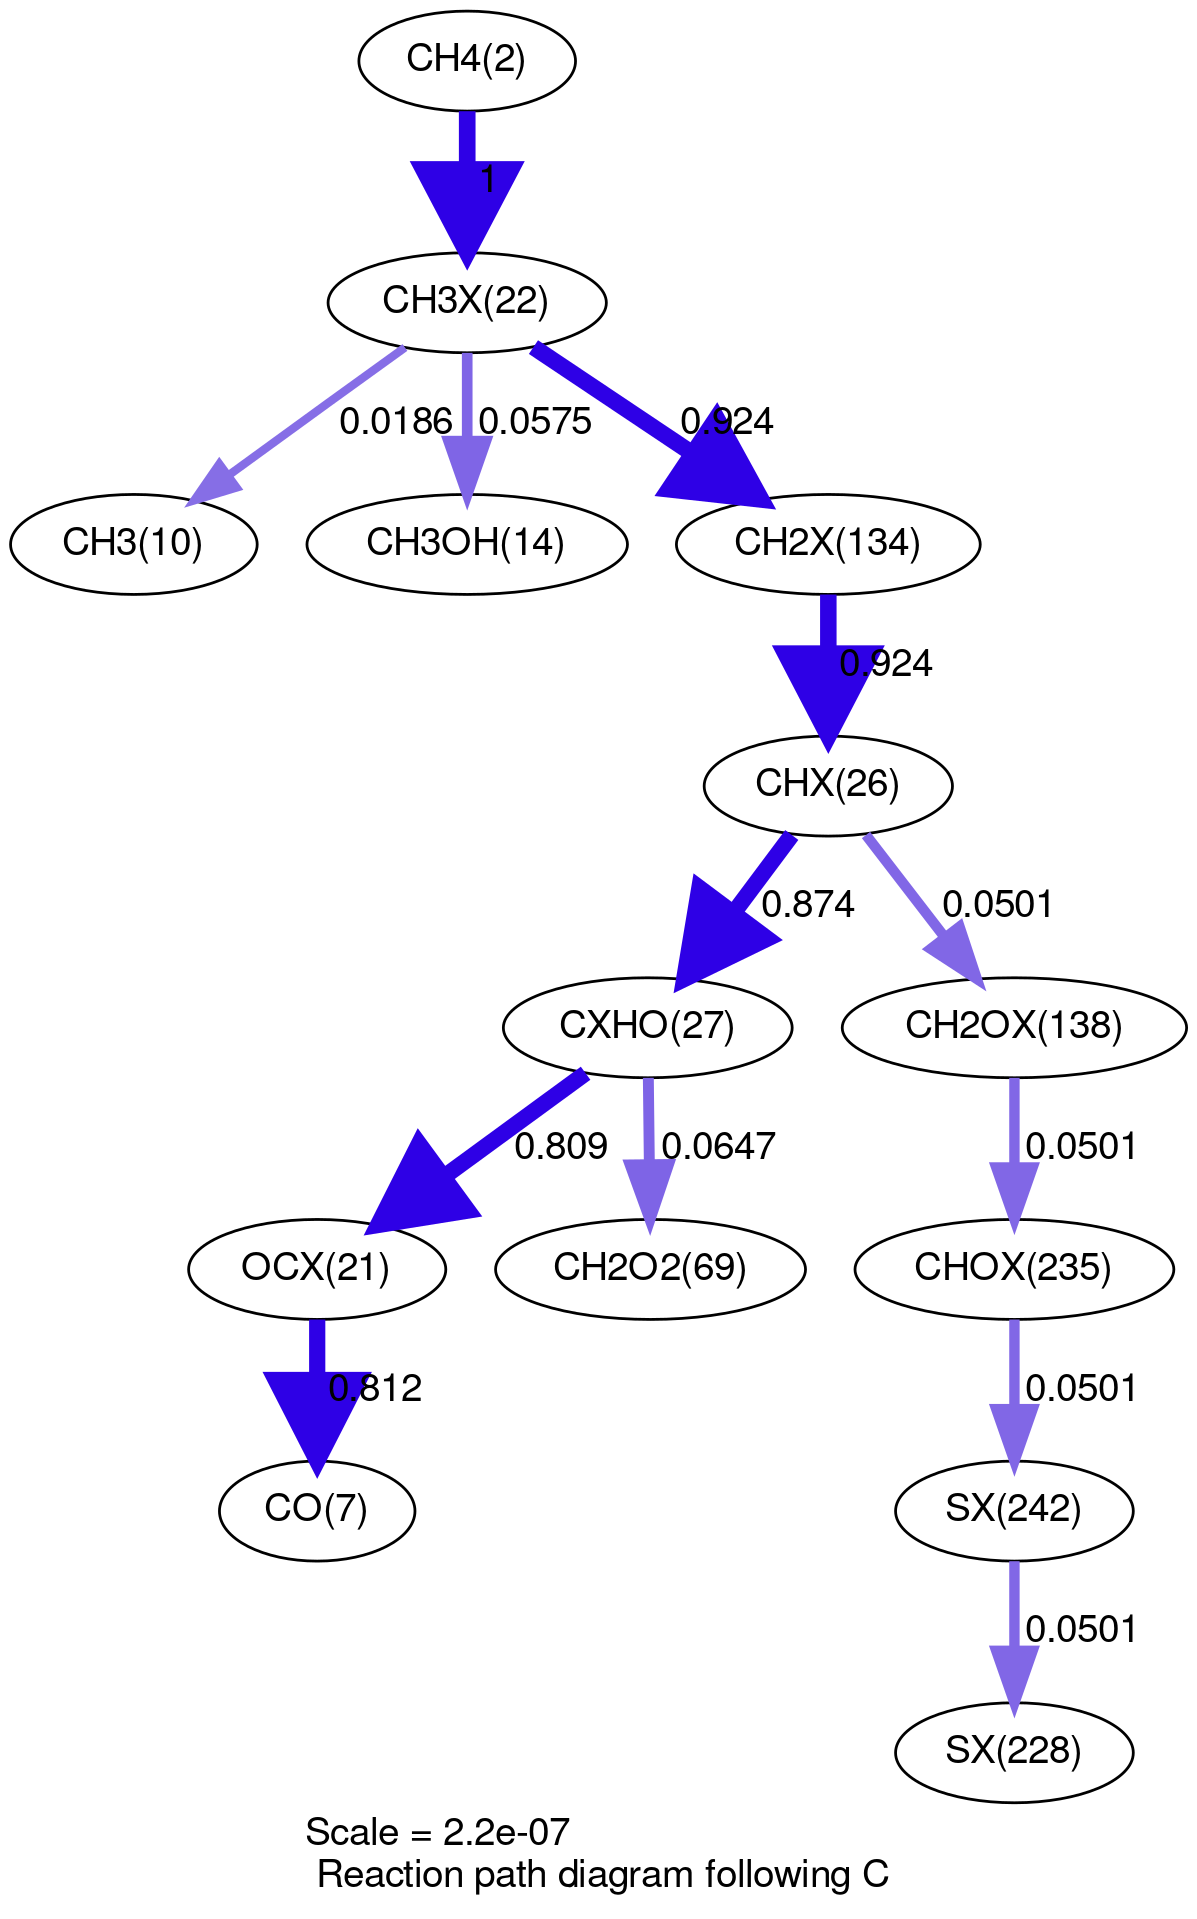 CH4(2)
1
CH3X(22)
0.0186
0.0575
0.924
CH3(10)
CH3OH(14)
CH2X(134)
0.924
CHX(26)
0.874
0.0501
CXHO(27)
CH2OX(138)
0.809
0.0647
0.0501
OCX(21)
CH2O2(69)
CHOX(235)
0.812
0.0501
CO(7)
SX(242)
0.0501
SX(228)
Scale = 2.2e-07
Reaction path diagram following C